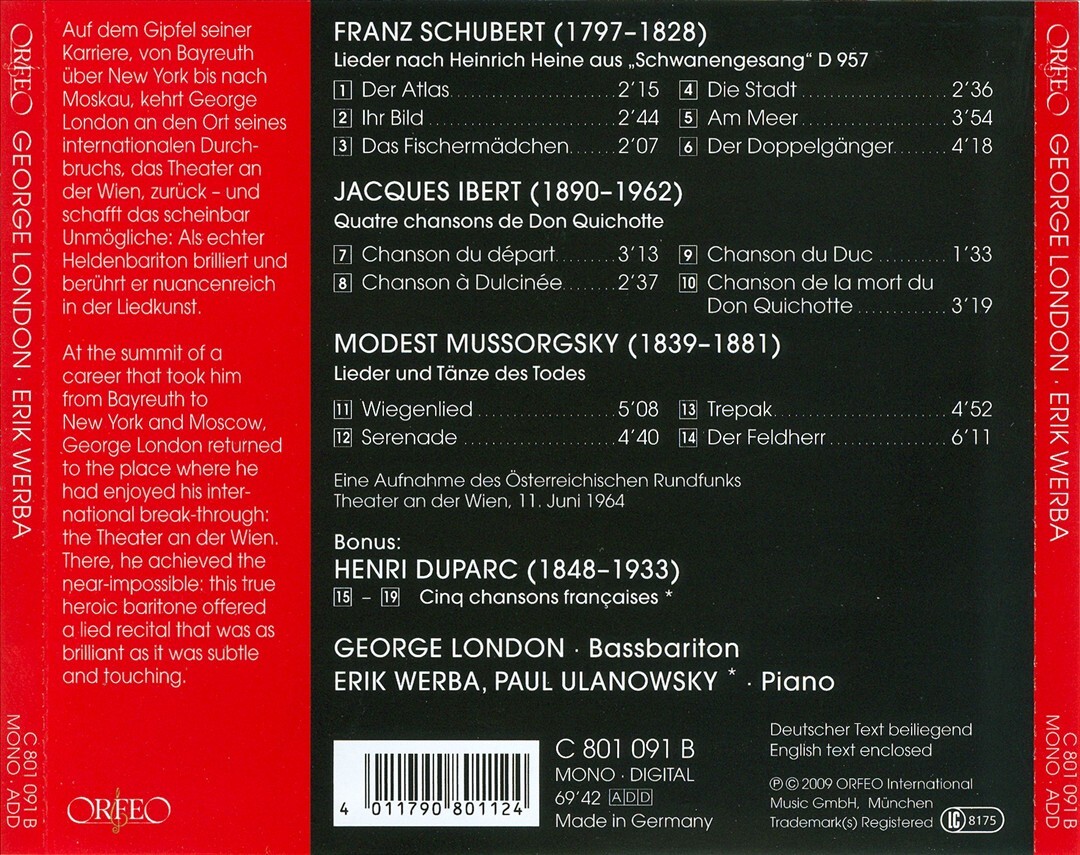 ORFEO GEORGE LONDON · ERIK WERBA
C 801 091 B
MONO · ADD
Auf dem Gipfel seiner
Karriere, von Bayreuth
über New York bis nach
Moskau, kehrt George
London an den Ort seines
internationalen Durch-
bruchs, das Theater an
der Wien, zurück – und
schafft das scheinbar
Unmögliche: Als echter
Heldenbariton brilliert und
berührt er nuancenreich
in der Liedkunst.
At the summit of a
career that took him
from Bayreuth to
New York and Moscow,
George London returned
to the place where he
had enjoyed his inter-
national break-through:
the Theater an der Wien.
There, he achieved the
near-impossible: this true
heroic baritone offered
a lied recital that was as
brilliant as it was subtle
and touching.
ORFEO
FRANZ SCHUBERT (1797–1828)
Lieder nach Heinrich Heine aus „Schwanengesang“ D 957
1 Der Atlas 2’15
2 Ihr Bild 2’44
3 Das Fischermädchen 2’07
4 Die Stadt 2’36
5 Am Meer 3’54
6 Der Doppelgänger 4’18
JACQUES IBERT (1890–1962)
Quatre chansons de Don Quichotte
7 Chanson du départ 3’13
8 Chanson à Dulcinée 2’37
9 Chanson du Duc 1’33
10 Chanson de la mort du
Don Quichotte 3’19
MODEST MUSSORGSKY (1839–1881)
Lieder und Tänze des Todes
11 Wiegenlied 5’08
12 Serenade 4’40
13 Trepak 4’52
14 Der Feldherr 6’11
Eine Aufnahme des Österreichischen Rundfunks
Theater an der Wien, 11. Juni 1964
Bonus:
HENRI DUPARC (1848–1933)
15 – 19 Cinq chansons françaises *
GEORGE LONDON · Bassbariton
ERIK WERBA, PAUL ULANOWSKY * · Piano
4 011790 801124
C 801 091 B
MONO · DIGITAL
69’42 ADD
Made in Germany
Deutscher Text beiliegend
English text enclosed
℗ © 2009 ORFEO International
Music GmbH, München
Trademark(s) Registered LC 8175
ORFEO GEORGE LONDON · ERIK WERBA
C 801 091 B
MONO · ADD